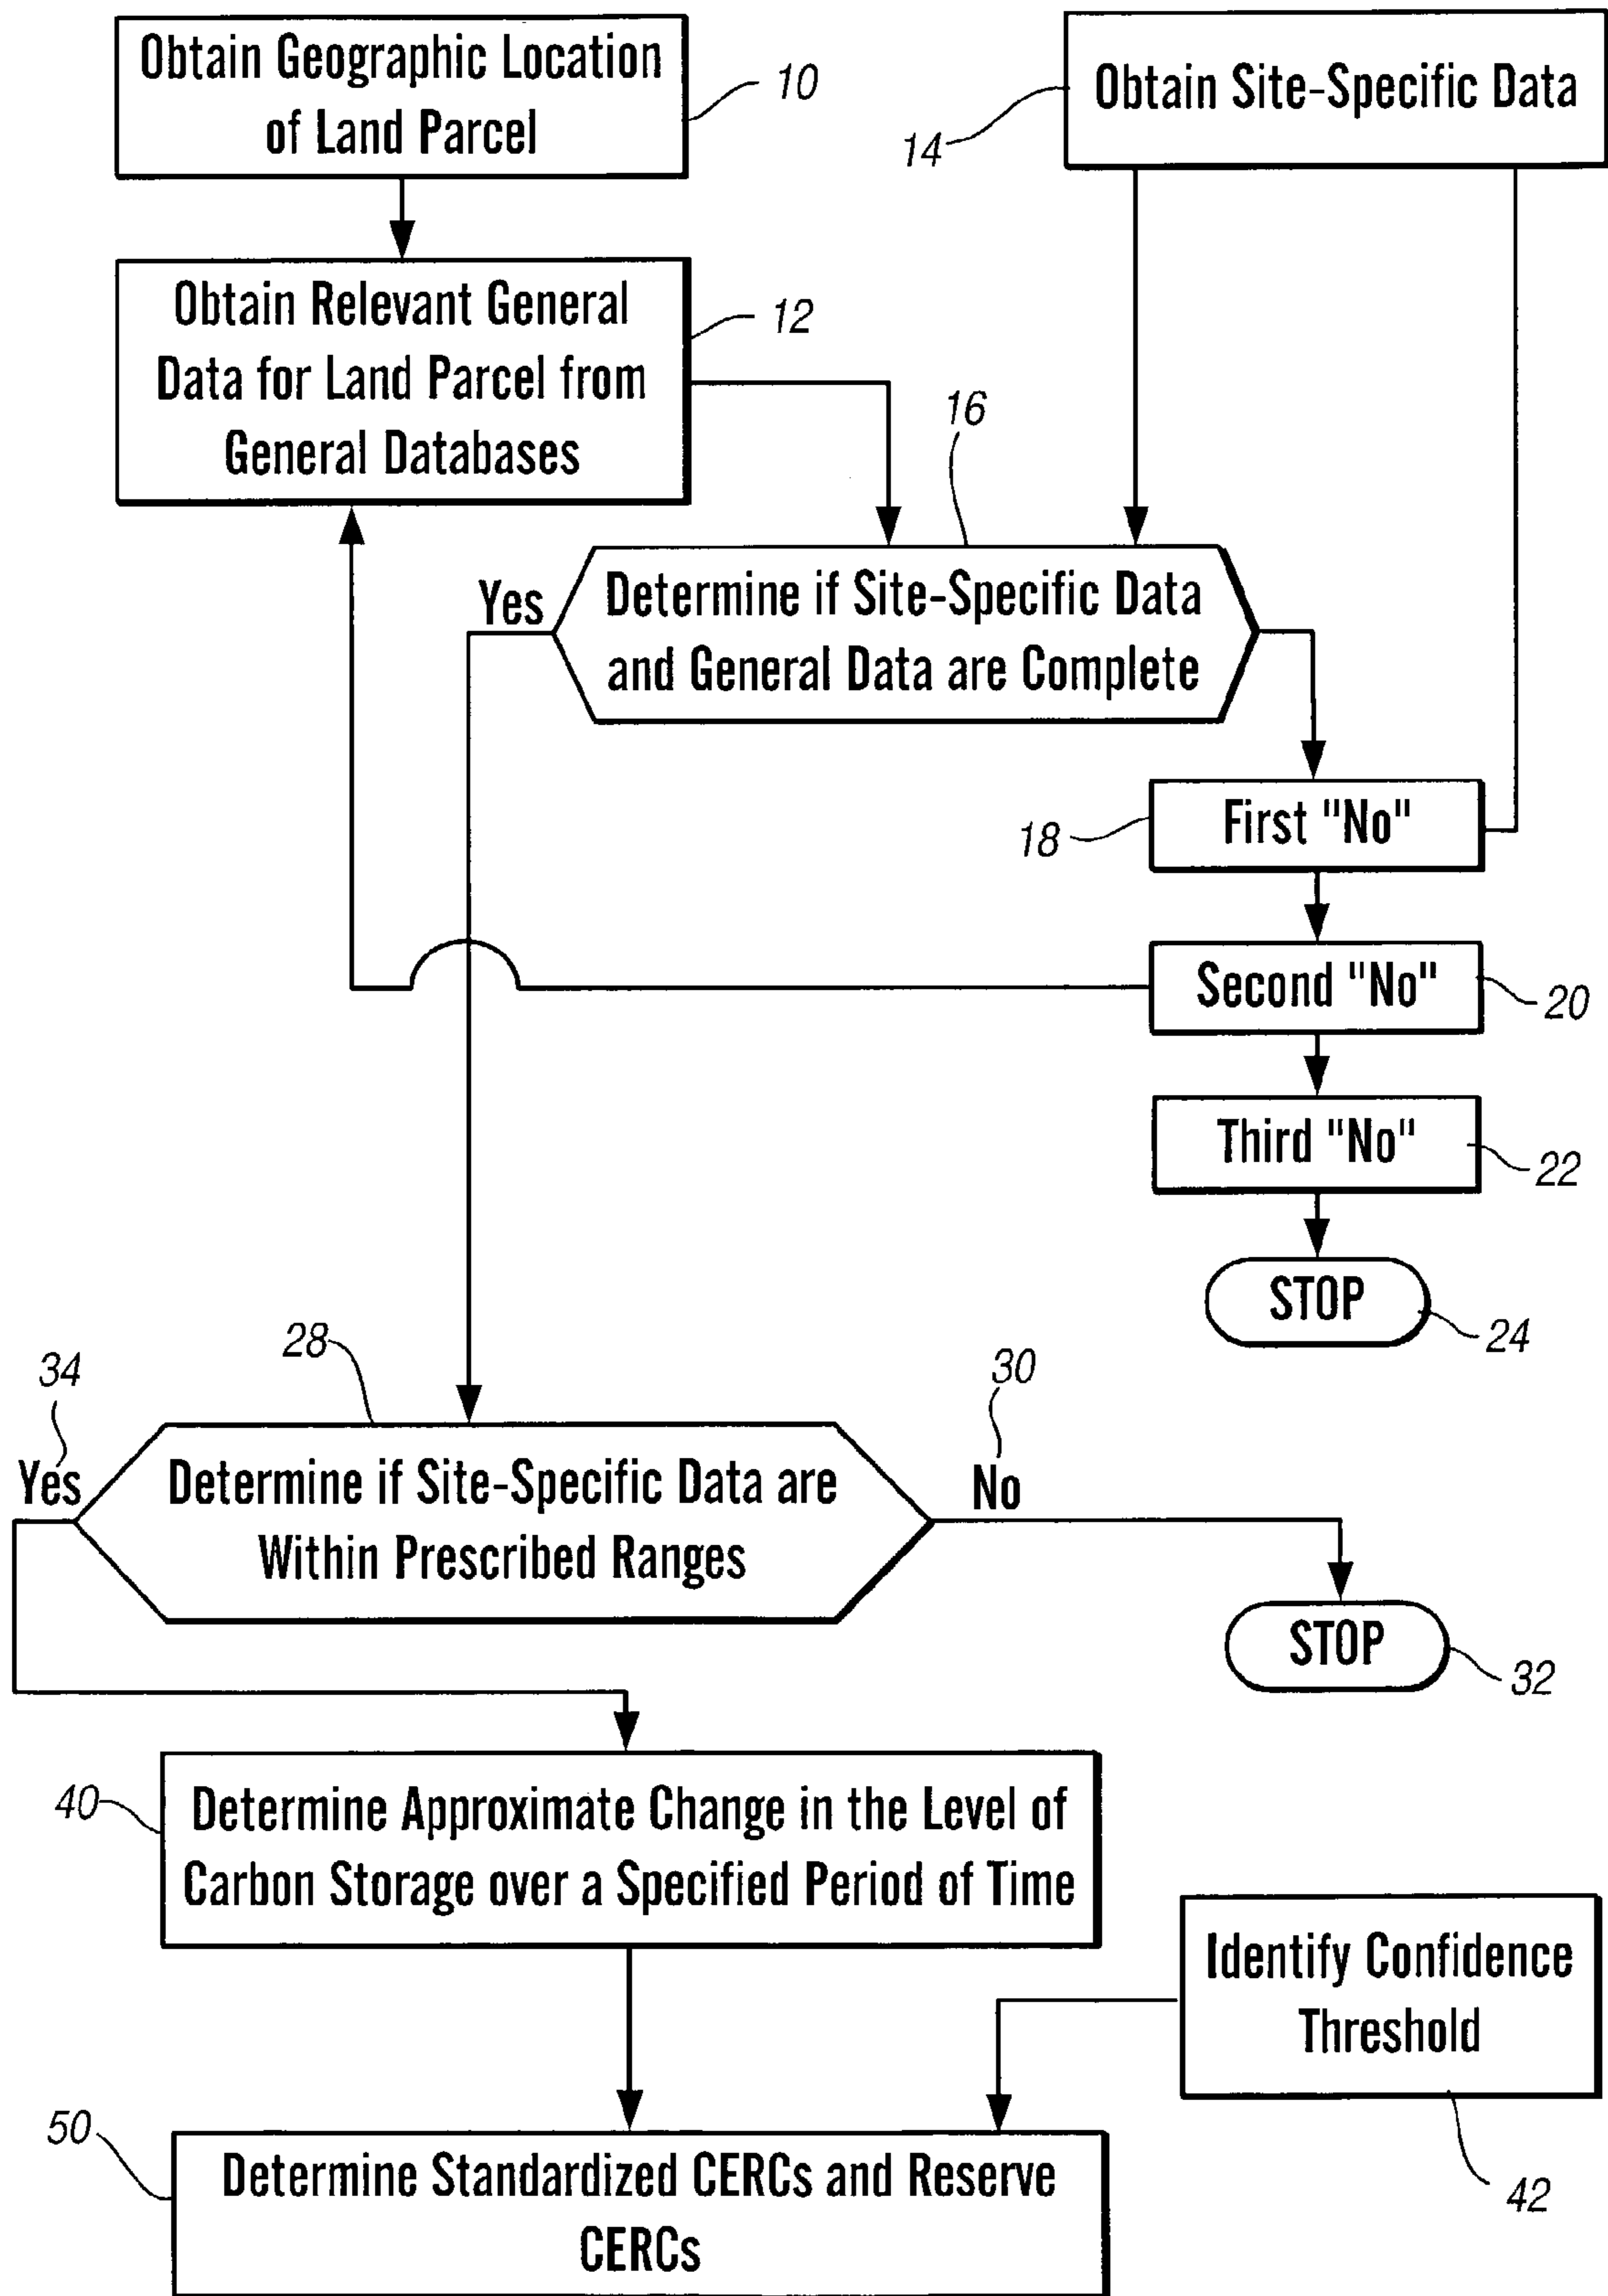 Obtain Geographic Location
of Land Parcel
10
Obtain Site-Specific Data
14
Obtain Relevant General
Data for Land Parcel from
General Databases
12
16
Yes
Determine if Site-Specific Data
and General Data are Complete
First "No"
18
Second "No"
20
Third "No"
22
STOP
24
28
34
Yes
30
No
Determine if Site-Specific Data are
Within Prescribed Ranges
STOP
32
40
Determine Approximate Change in the Level of
Carbon Storage over a Specified Period of Time
Identify Confidence
Threshold
42
50
Determine Standardized CERCs and Reserve
CERCs